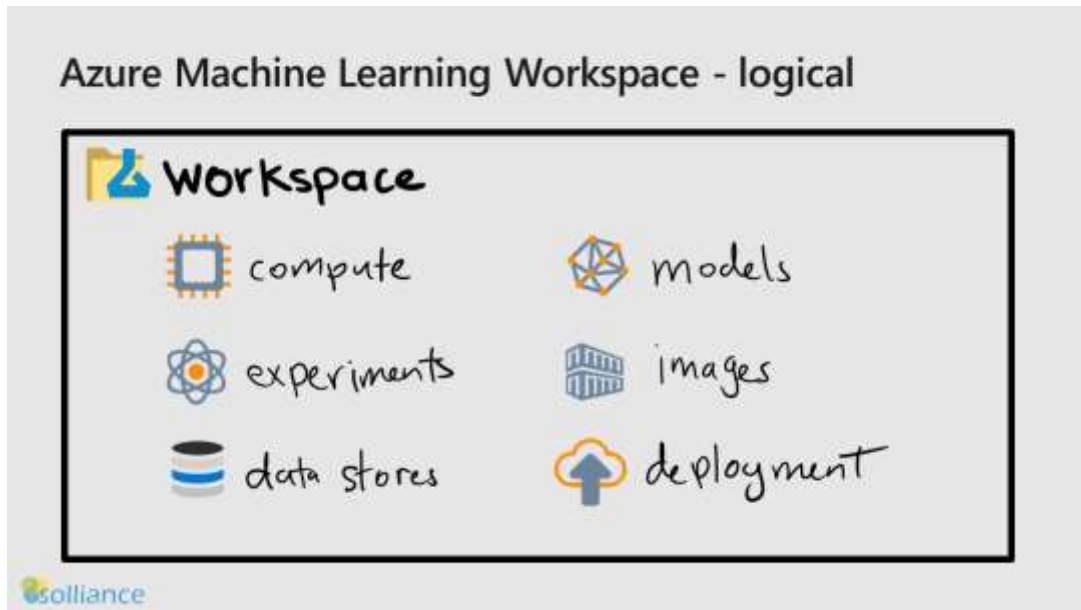 Azure Machine Learning Workspace - logical
Workspace
compute
models
experiments
images
data stores
deployment
solliance